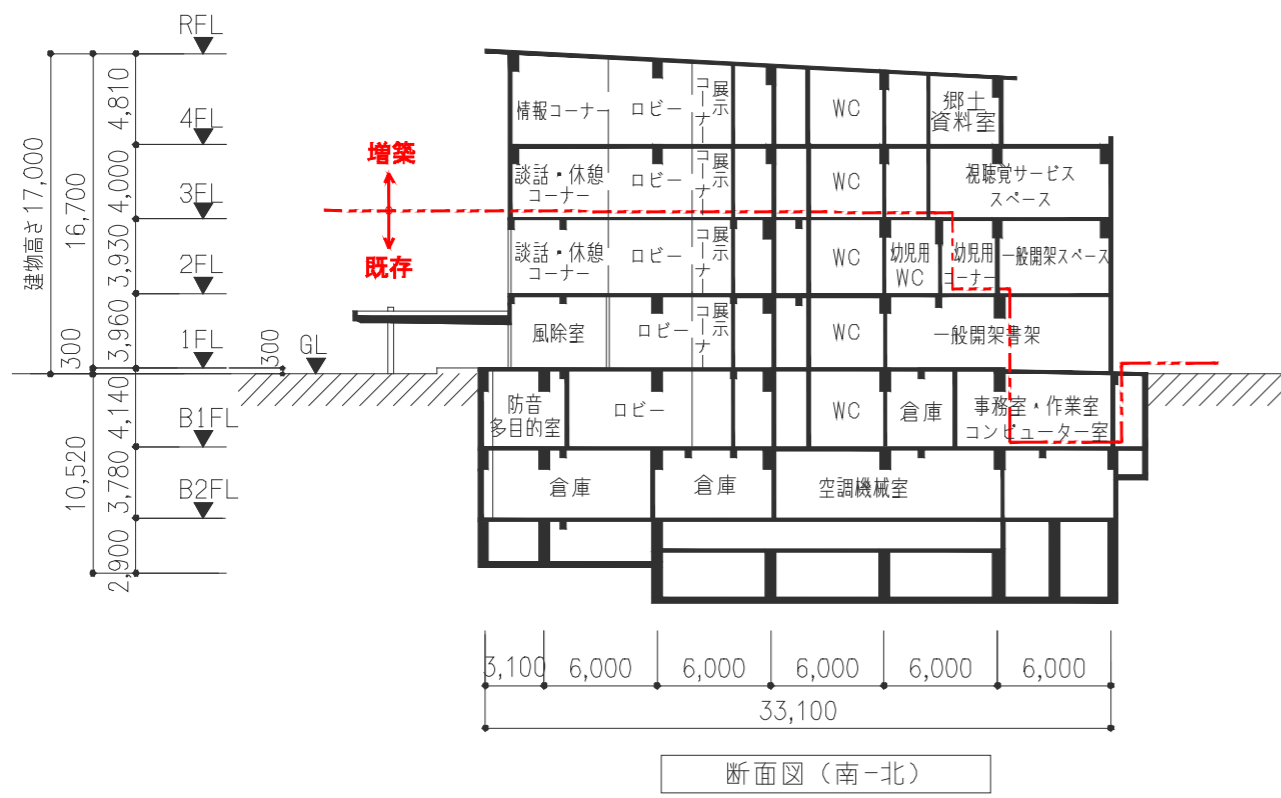 RFL
4FL
3FL
2FL
1FL
GL
B1FL
B2FL
建物高さ17,000
16,700
300
10,520
4,810
4,000
3,930
3,960
4,140
3,780
2,900
300
増築
既存
情報コーナー
ロビー
展示
コーナー
WC
郷土
資料室
談話・休憩
コーナー
ロビー
展示
コーナー
WC
視聴覚サービス
スペース
談話・休憩
コーナー
ロビー
展示
コーナー
WC
幼児用
WC
幼児用
コーナー
一般開架スペース
風除室
ロビー
展示
コーナー
WC
一般開架書架
防音
多目的室
ロビー
WC
倉庫
事務室・作業室
コンピューター室
倉庫
倉庫
空調機械室
3,100
6,000
6,000
6,000
6,000
6,000
33,100
断面図(南-北)